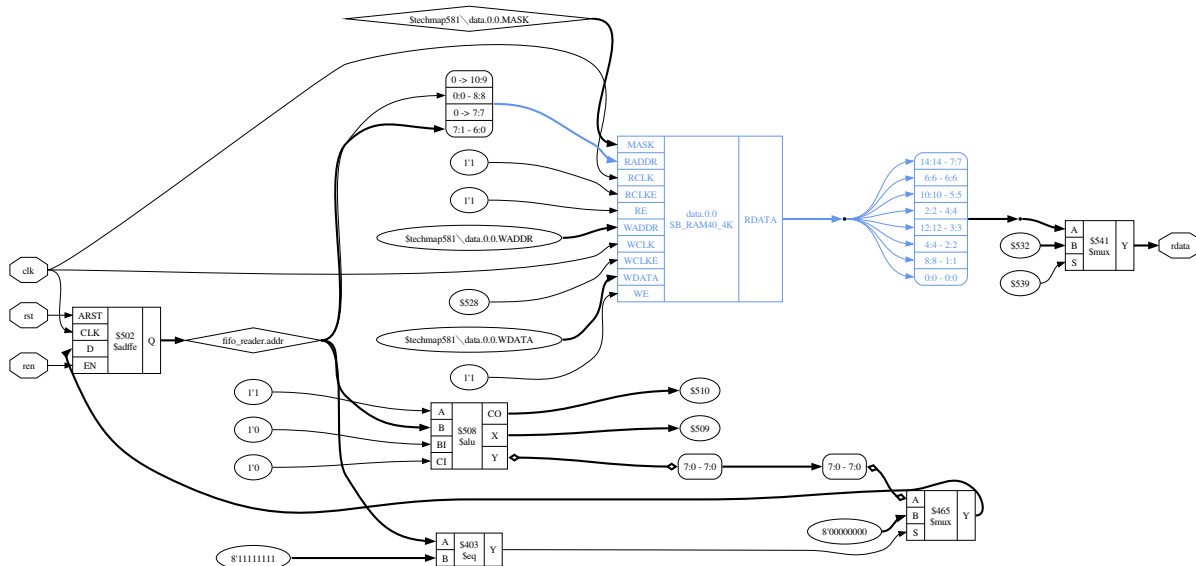 $techmap581\data.0.0.MASK
0 -> 10:9
0:0 - 8:8
0 -> 7:7
7:1 - 6:0
1'1
1'1
$techmap581\data.0.0.WADDR
$528
$techmap581\data.0.0.WDATA
1'1
MASK
RADDR
RCLK
RCLKE
RE
WADDR
WCLK
WCLKE
WDATA
WE
data.0.0
SB_RAM40_4K
RDATA
14:14 - 7:7
6:6 - 6:6
10:10 - 5:5
2:2 - 4:4
12:12 - 3:3
4:4 - 2:2
8:8 - 1:1
0:0 - 0:0
$532
$539
A
B
S
$541
$mux
Y
rdata
clk
rst
ren
ARST
CLK
D
EN
$502
$adffe
Q
fifo_reader.addr
1'1
1'0
1'0
A
B
BI
CI
$508
$alu
CO
X
Y
$510
$509
7:0 - 7:0
7:0 - 7:0
8'00000000
A
B
S
$465
$mux
Y
8'11111111
A
B
$403
$eq
Y